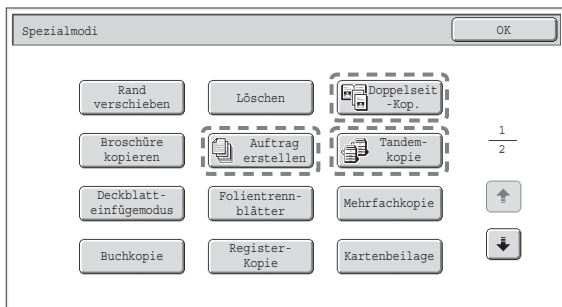 Spezialmodi
OK
Rand
verschieben
Löschen
Doppelseit
-Kop.
Broschüre
kopieren
Auftrag
erstellen
Tandem-
kopie
1
2
Deckblatt-
einfügemodus
Folientrenn-
blätter
Mehrfachkopie
Buchkopie
Register-
Kopie
Kartenbeilage